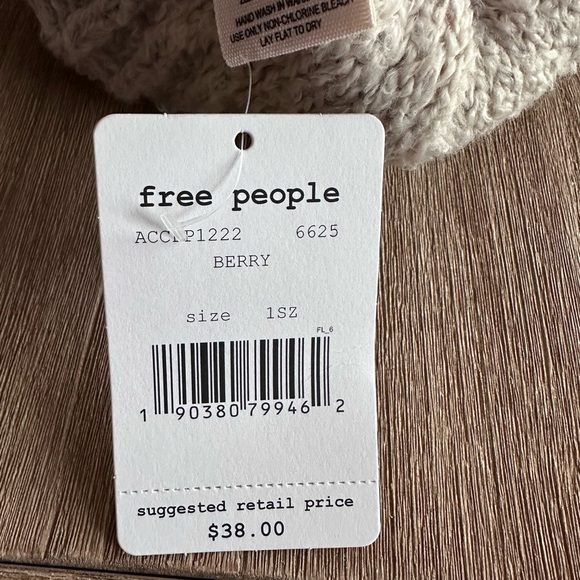 HAND WASH IN WARM
USE ONLY NON-CHLORINE BLEACH
LAY FLAT TO DRY
free people
6625
BERRY
size 1SZ
FL_6
1 90380 79946 2
suggested retail price
$38.00